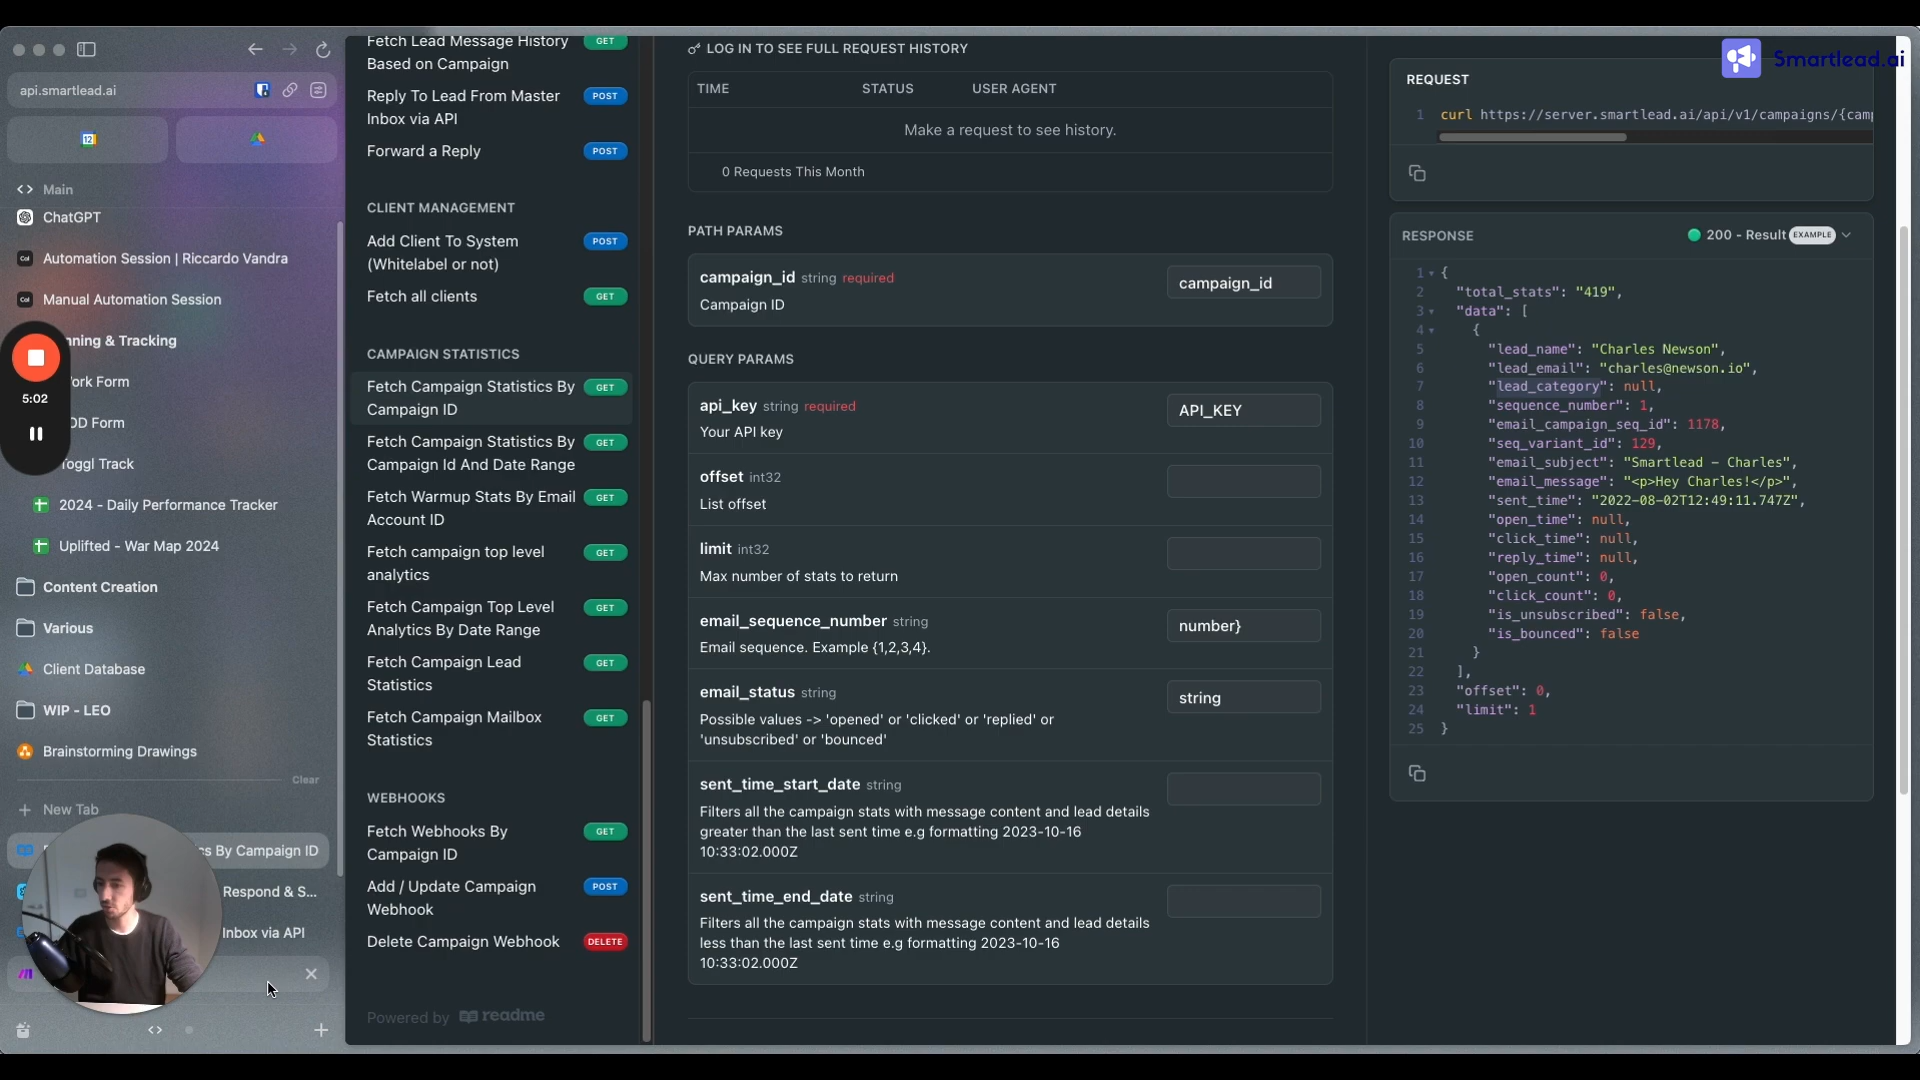 api.smartlead.ai
12
Main
ChatGPT
Cal Automation Session | Riccardo Vandra
Cal Manual Automation Session
nning & Tracking
ork Form
OD Form
oggl Track
2024 - Daily Performance Tracker
Uplifted - War Map 2024
Content Creation
Various
Client Database
WIP - LEO
Brainstorming Drawings
Clear
New Tab
cs By Campaign ID
Respond & S...
Inbox via API
5:02
Fetch Lead Message History GET
Based on Campaign
Reply To Lead From Master POST
Inbox via API
Forward a Reply POST
CLIENT MANAGEMENT
Add Client To System POST
(Whitelabel or not)
Fetch all clients GET
CAMPAIGN STATISTICS
Fetch Campaign Statistics By GET
Campaign ID
Fetch Campaign Statistics By GET
Campaign Id And Date Range
Fetch Warmup Stats By Email GET
Account ID
Fetch campaign top level GET
analytics
Fetch Campaign Top Level GET
Analytics By Date Range
Fetch Campaign Lead GET
Statistics
Fetch Campaign Mailbox GET
Statistics
WEBHOOKS
Fetch Webhooks By GET
Campaign ID
Add / Update Campaign POST
Webhook
Delete Campaign Webhook DELETE
Powered by readme
LOG IN TO SEE FULL REQUEST HISTORY
TIME STATUS USER AGENT
Make a request to see history.
0 Requests This Month
PATH PARAMS
campaign_id string required campaign_id
Campaign ID
QUERY PARAMS
api_key string required API_KEY
Your API key
offset int32
List offset
limit int32
Max number of stats to return
email_sequence_number string number}
Email sequence. Example {1,2,3,4}.
email_status string string
Possible values -> 'opened' or 'clicked' or 'replied' or
'unsubscribed' or 'bounced'
sent_time_start_date string
Filters all the campaign stats with message content and lead details
greater than the last sent time e.g formatting 2023-10-16
10:33:02.000Z
sent_time_end_date string
Filters all the campaign stats with message content and lead details
less than the last sent time e.g formatting 2023-10-16
10:33:02.000Z
Smartlead.ai
REQUEST
1 curl https://server.smartlead.ai/api/v1/campaigns/{camp
RESPONSE 200 - Result EXAMPLE
1 {
2 "total_stats": "419",
3 "data": [
4 {
5 "lead_name": "Charles Newson",
6 "lead_email": "charles@newson.io",
7 "lead_category": null,
8 "sequence_number": 1,
9 "email_campaign_seq_id": 1178,
10 "seq_variant_id": 129,
11 "email_subject": "Smartlead – Charles",
12 "email_message": "<p>Hey Charles!</p>",
13 "sent_time": "2022-08-02T12:49:11.747Z",
14 "open_time": null,
15 "click_time": null,
16 "reply_time": null,
17 "open_count": 0,
18 "click_count": 0,
19 "is_unsubscribed": false,
20 "is_bounced": false
21 }
22 ],
23 "offset": 0,
24 "limit": 1
25 }